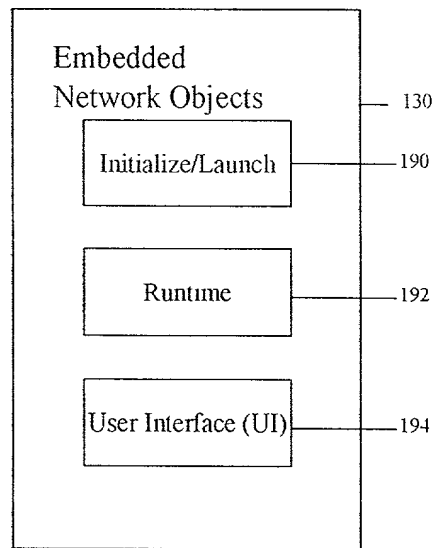 Embedded
Network Objects
130
Initialize/Launch
190
Runtime
192
User Interface (UI)
194